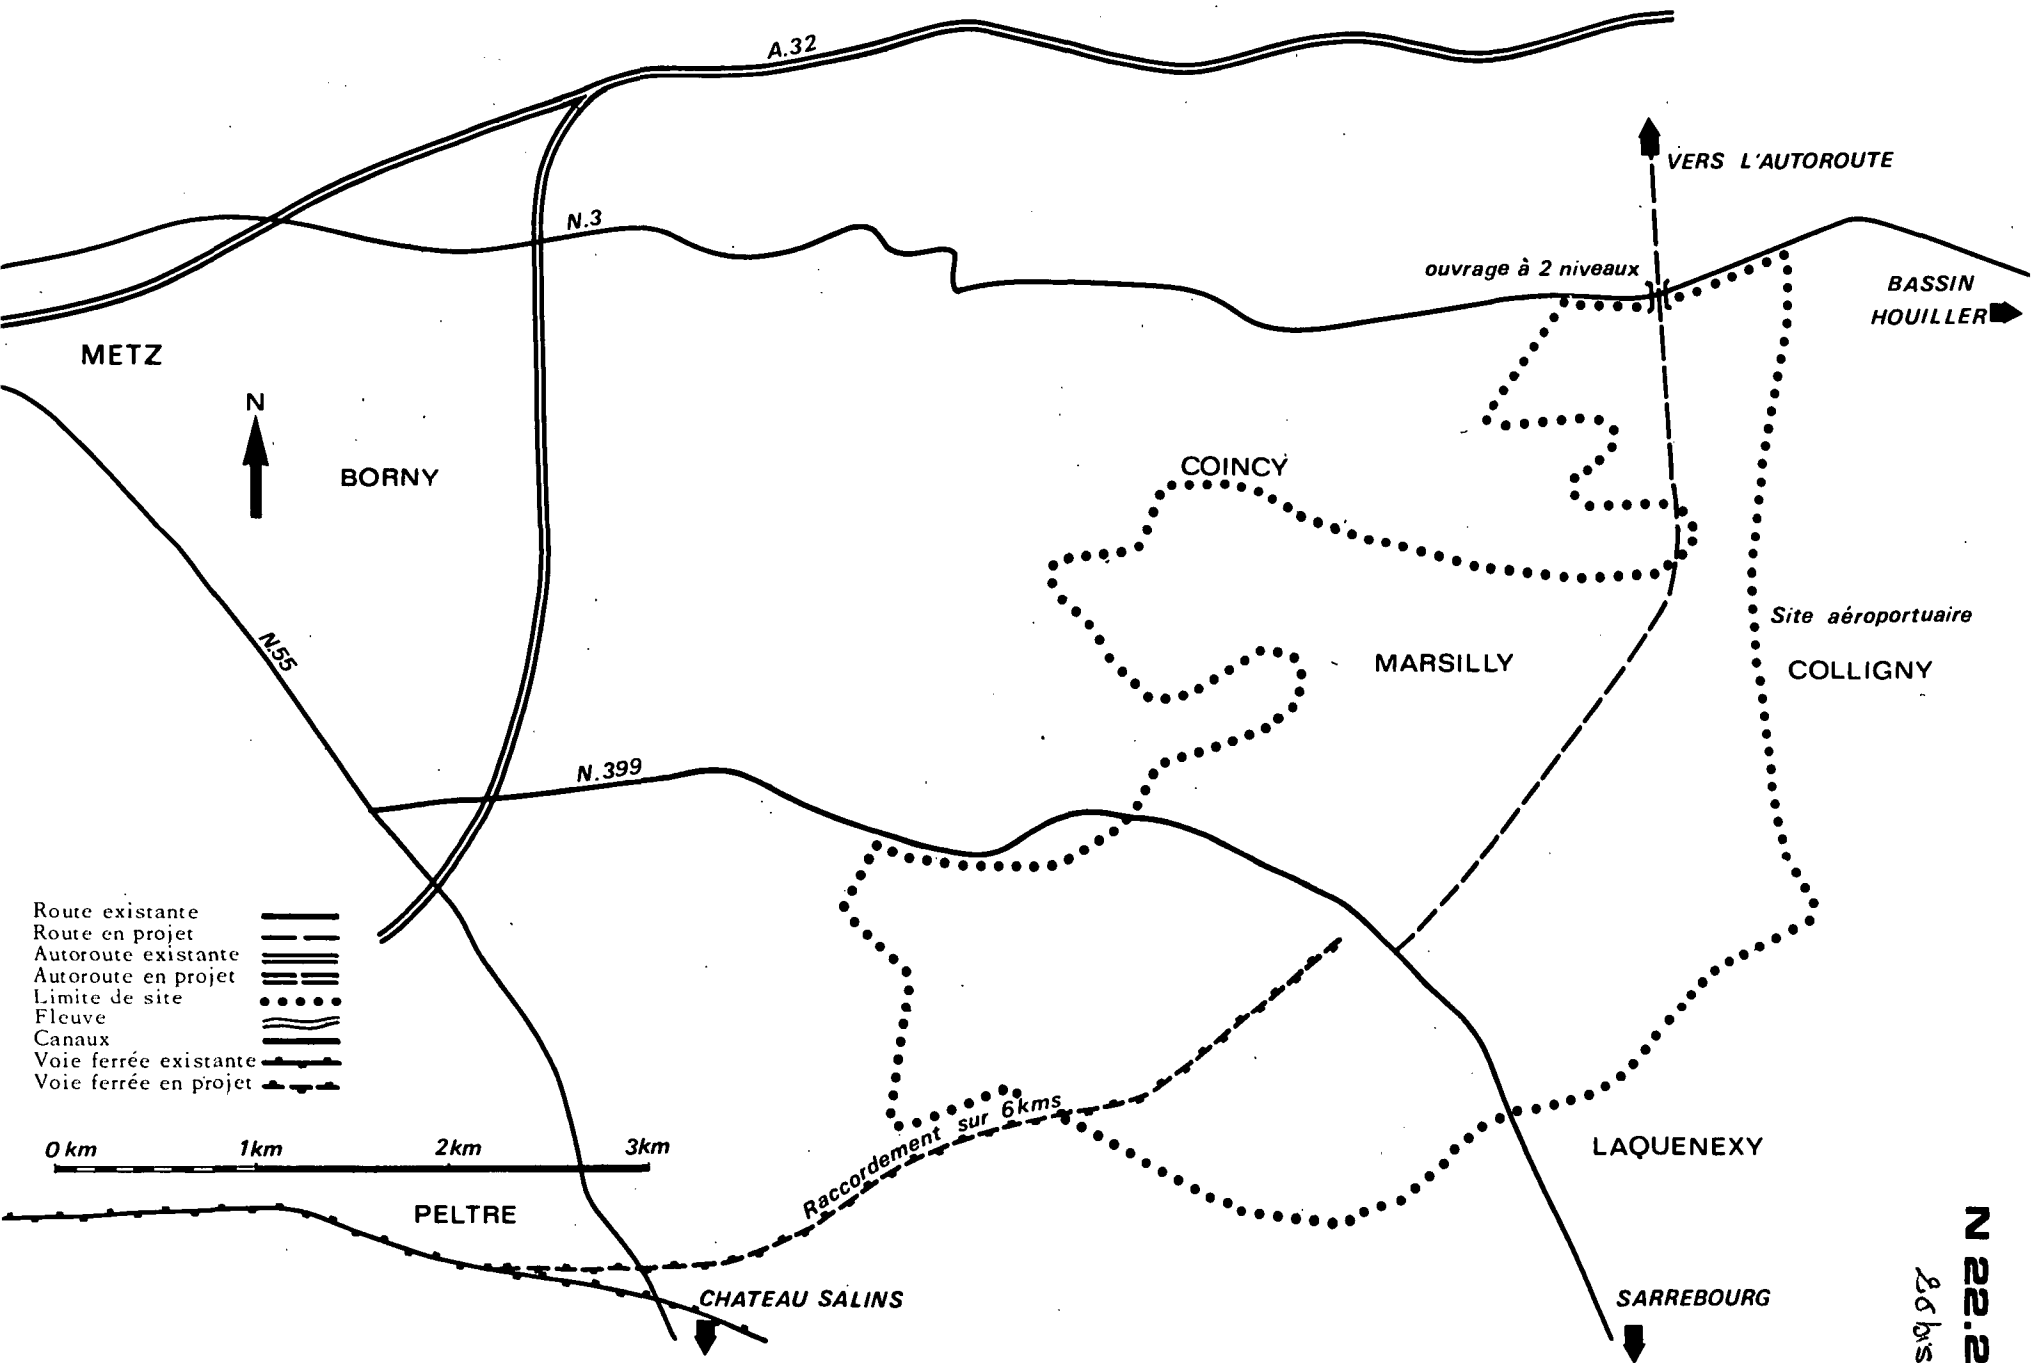 A.32
VERS L'AUTOROUTE
N.3
ouvrage à 2 niveaux
BASSIN
HOUILLER
METZ
N
BORNY
COINCY
Site aéroportuaire
N.55
MARSILLY
COLLIGNY
N.399
Route existante
Route en projet
Autoroute existante
Autoroute en projet
Limite de site
Fleuve
Canaux
Voie ferrée existante
Voie ferrée en projet
Raccordement sur 6kms
0 km 1km 2km 3km
LAQUENEXY
PELTRE
CHATEAU SALINS
SARREBOURG
N 22.2
26 bis